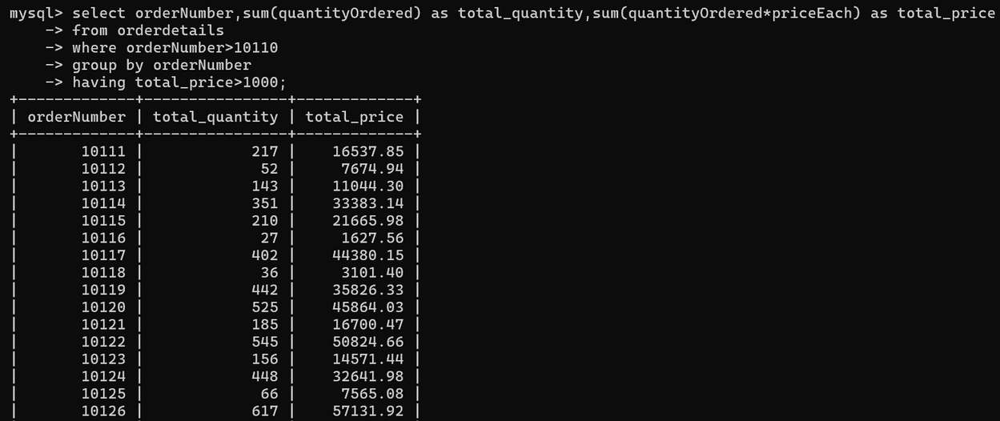 mysql> select orderNumber,sum(quantityOrdered) as total_quantity,sum(quantityOrdered*priceEach) as total_price
    -> from orderdetails
    -> where orderNumber>10110
    -> group by orderNumber
    -> having total_price>1000;
+-------------+----------------+-------------+
| orderNumber | total_quantity | total_price |
+-------------+----------------+-------------+
|       10111 |            217 |    16537.85 |
|       10112 |             52 |     7674.94 |
|       10113 |            143 |    11044.30 |
|       10114 |            351 |    33383.14 |
|       10115 |            210 |    21665.98 |
|       10116 |             27 |     1627.56 |
|       10117 |            402 |    44380.15 |
|       10118 |             36 |     3101.40 |
|       10119 |            442 |    35826.33 |
|       10120 |            525 |    45864.03 |
|       10121 |            185 |    16700.47 |
|       10122 |            545 |    50824.66 |
|       10123 |            156 |    14571.44 |
|       10124 |            448 |    32641.98 |
|       10125 |             66 |     7565.08 |
|       10126 |            617 |    57131.92 |